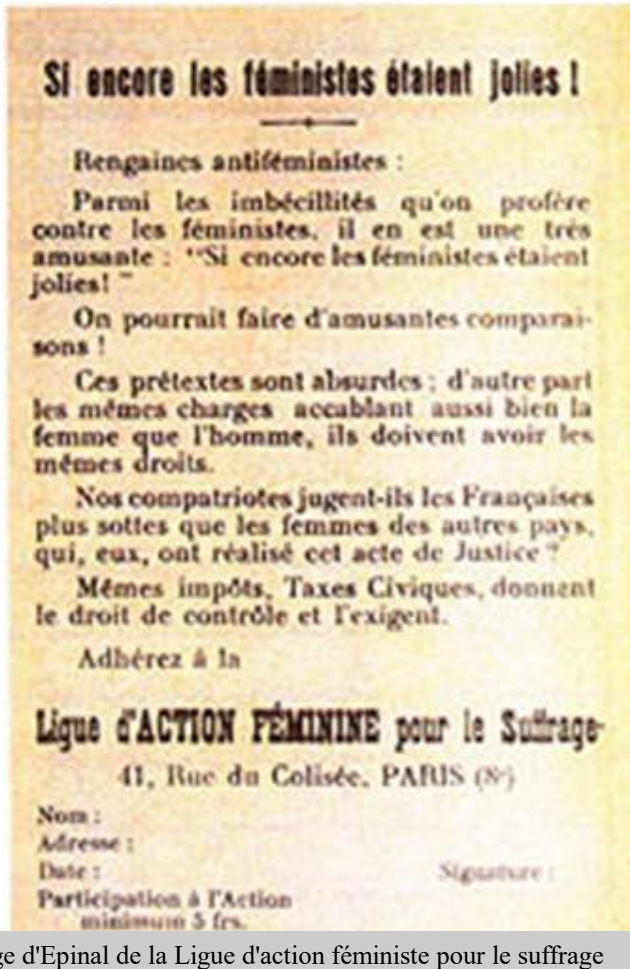 Si encore les féministes étaient jolies !
Rengaines antiféministes :
Parmi les imbécillités qu'on profère
contre les féministes, il en est une très
amusante : "Si encore les féministes étaient
jolies! "
On pourrait faire d'amusantes comparai-
sons !
Ces prétextes sont absurdes ; d'autre part
les mêmes charges accablant aussi bien la
femme que l'homme, ils doivent avoir les
mêmes droits.
Nos compatriotes jugent-ils les Françaises
plus sottes que les femmes des autres pays,
qui, eux, ont réalisé cet acte de Justice ?
Mêmes impôts, Taxes Civiques, donnent
le droit de contrôle et l'exigent.
Adhérez à la
Ligue d'ACTION FÉMININE pour le Suffrage
41, Rue du Colisée, PARIS (8e)
Nom :
Adresse :
Date : Signature :
Participation à l'Action
minimum 5 frs.
ge d'Epinal de la Ligue d'action féministe pour le suffrage